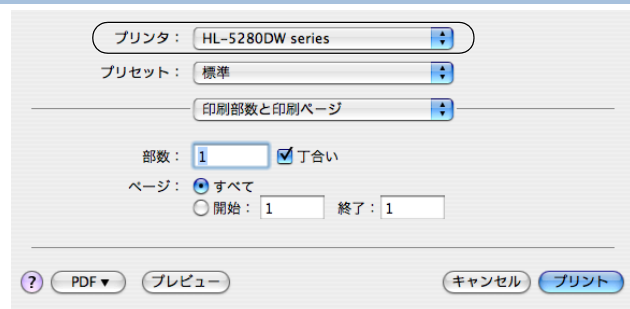 プリンタ： HL-5280DW series
プリセット： 標準
印刷部数と印刷ページ
部数： 1 丁合い
ページ： すべて
開始： 1 終了： 1
? PDF▼ プレビュー キャンセル プリント